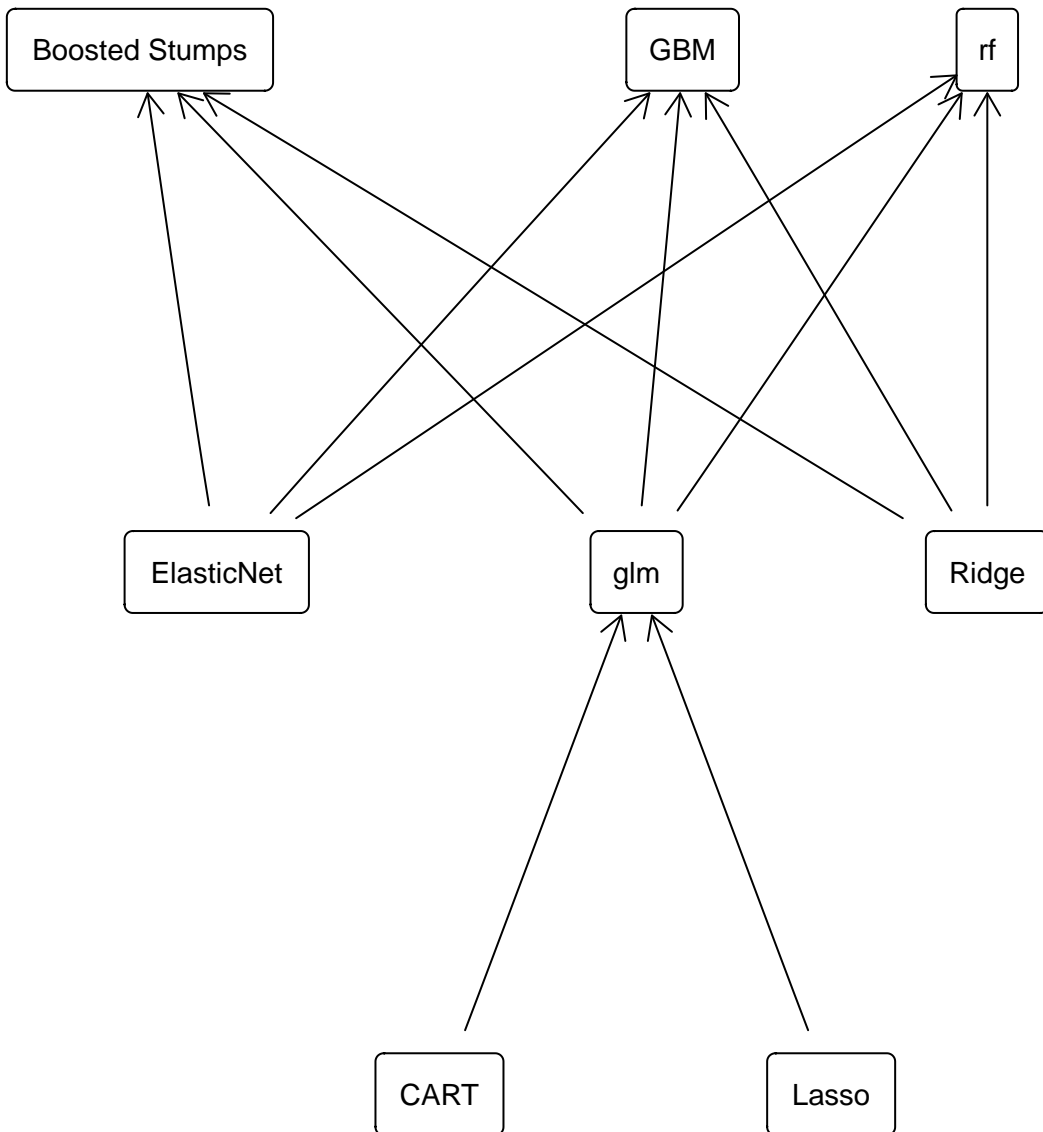 Boosted Stumps
GBM
rf
ElasticNet
glm
Ridge
CART
Lasso